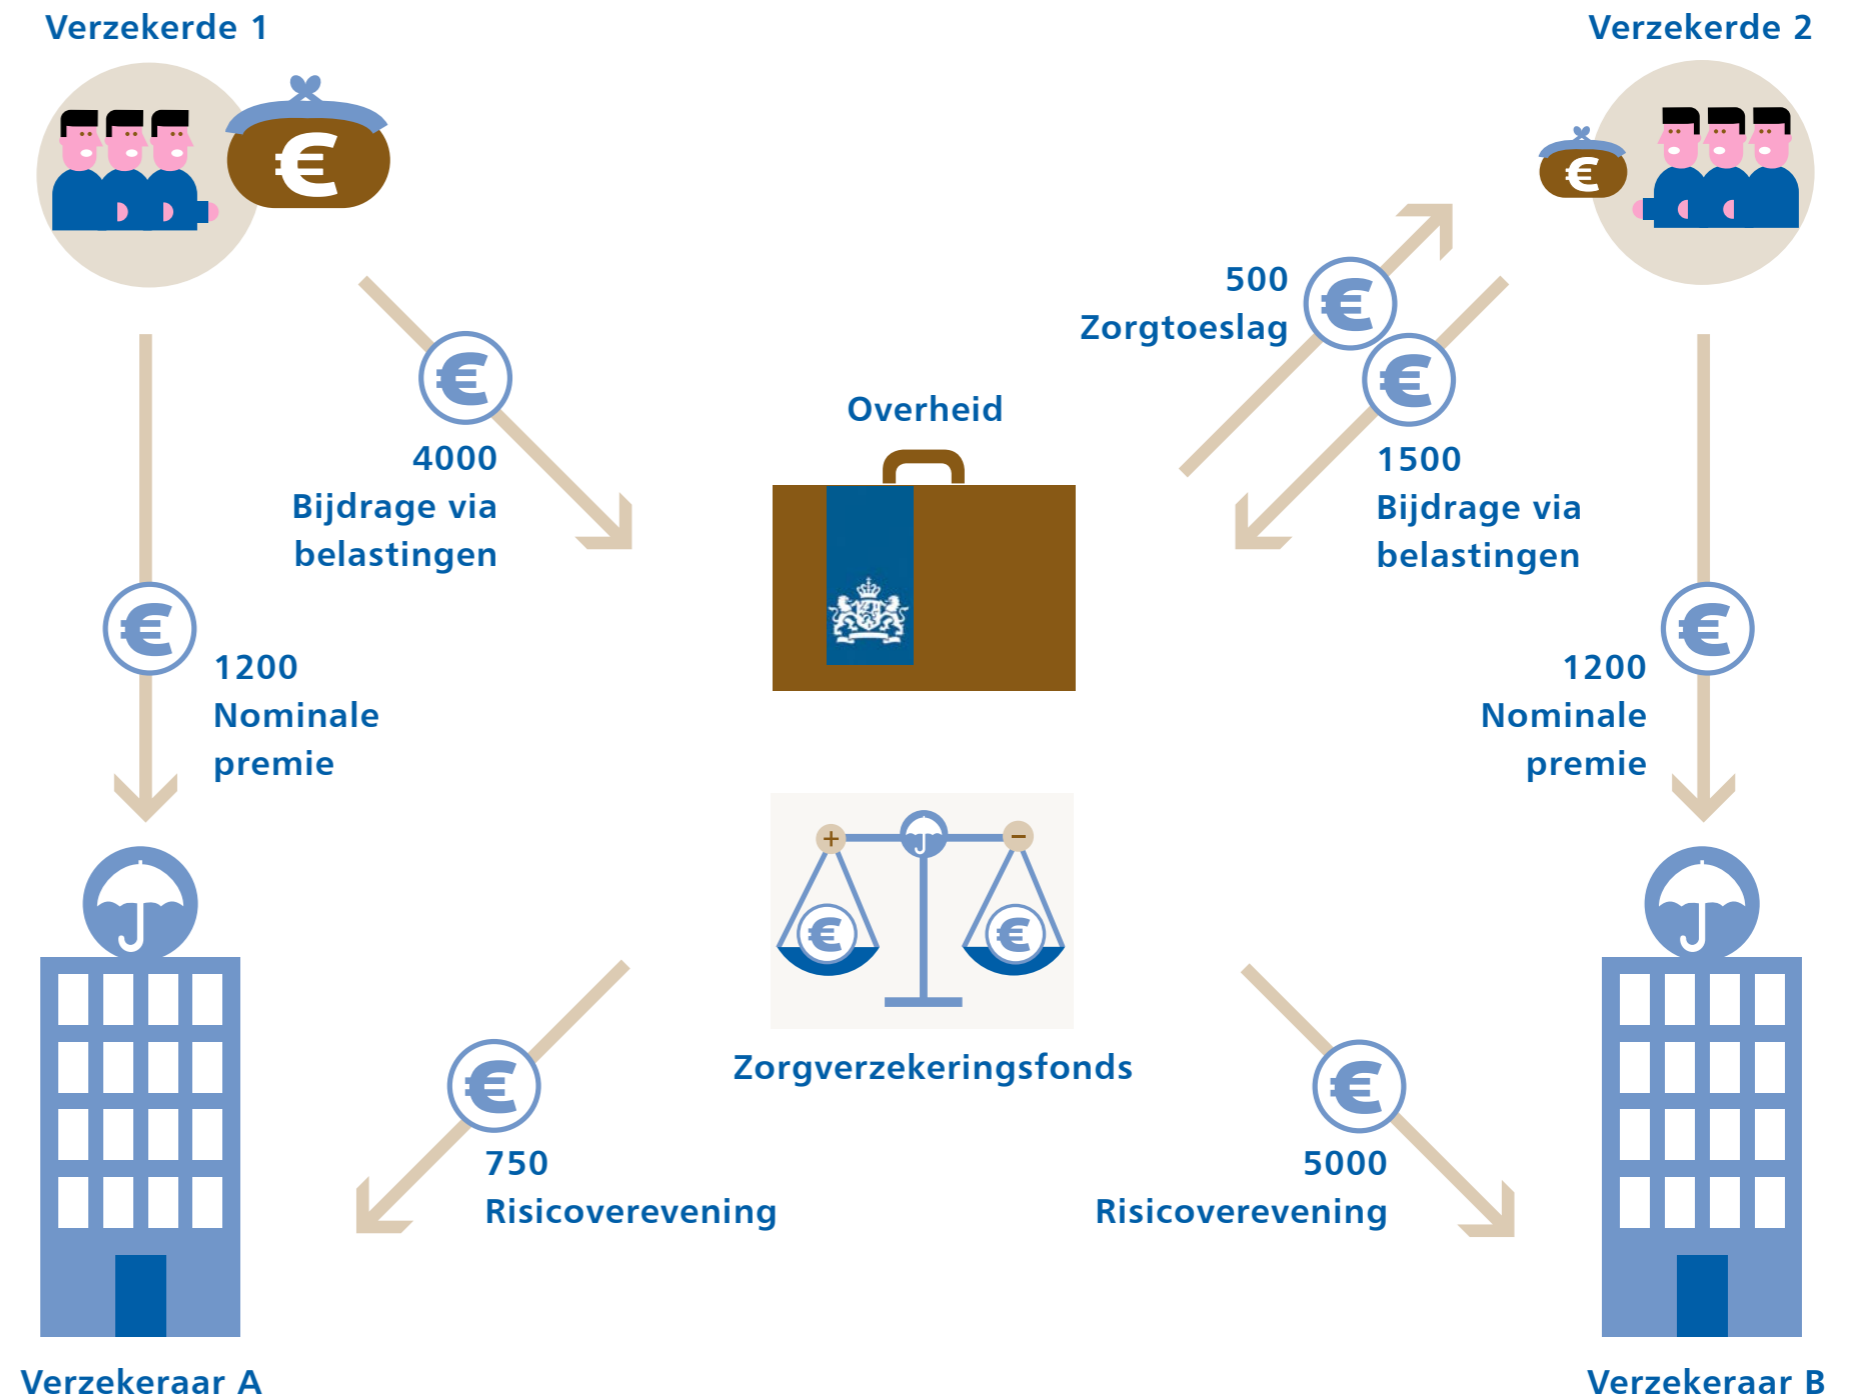 Verzekerde 1
Verzekerde 2
500
Zorgtoeslag
Overheid
4000
Bijdrage via
belastingen
1500
Bijdrage via
belastingen
1200
Nominale
premie
1200
Nominale
premie
Zorgverzekeringsfonds
750
Risicoverevening
5000
Risicoverevening
Verzekeraar A
Verzekeraar B